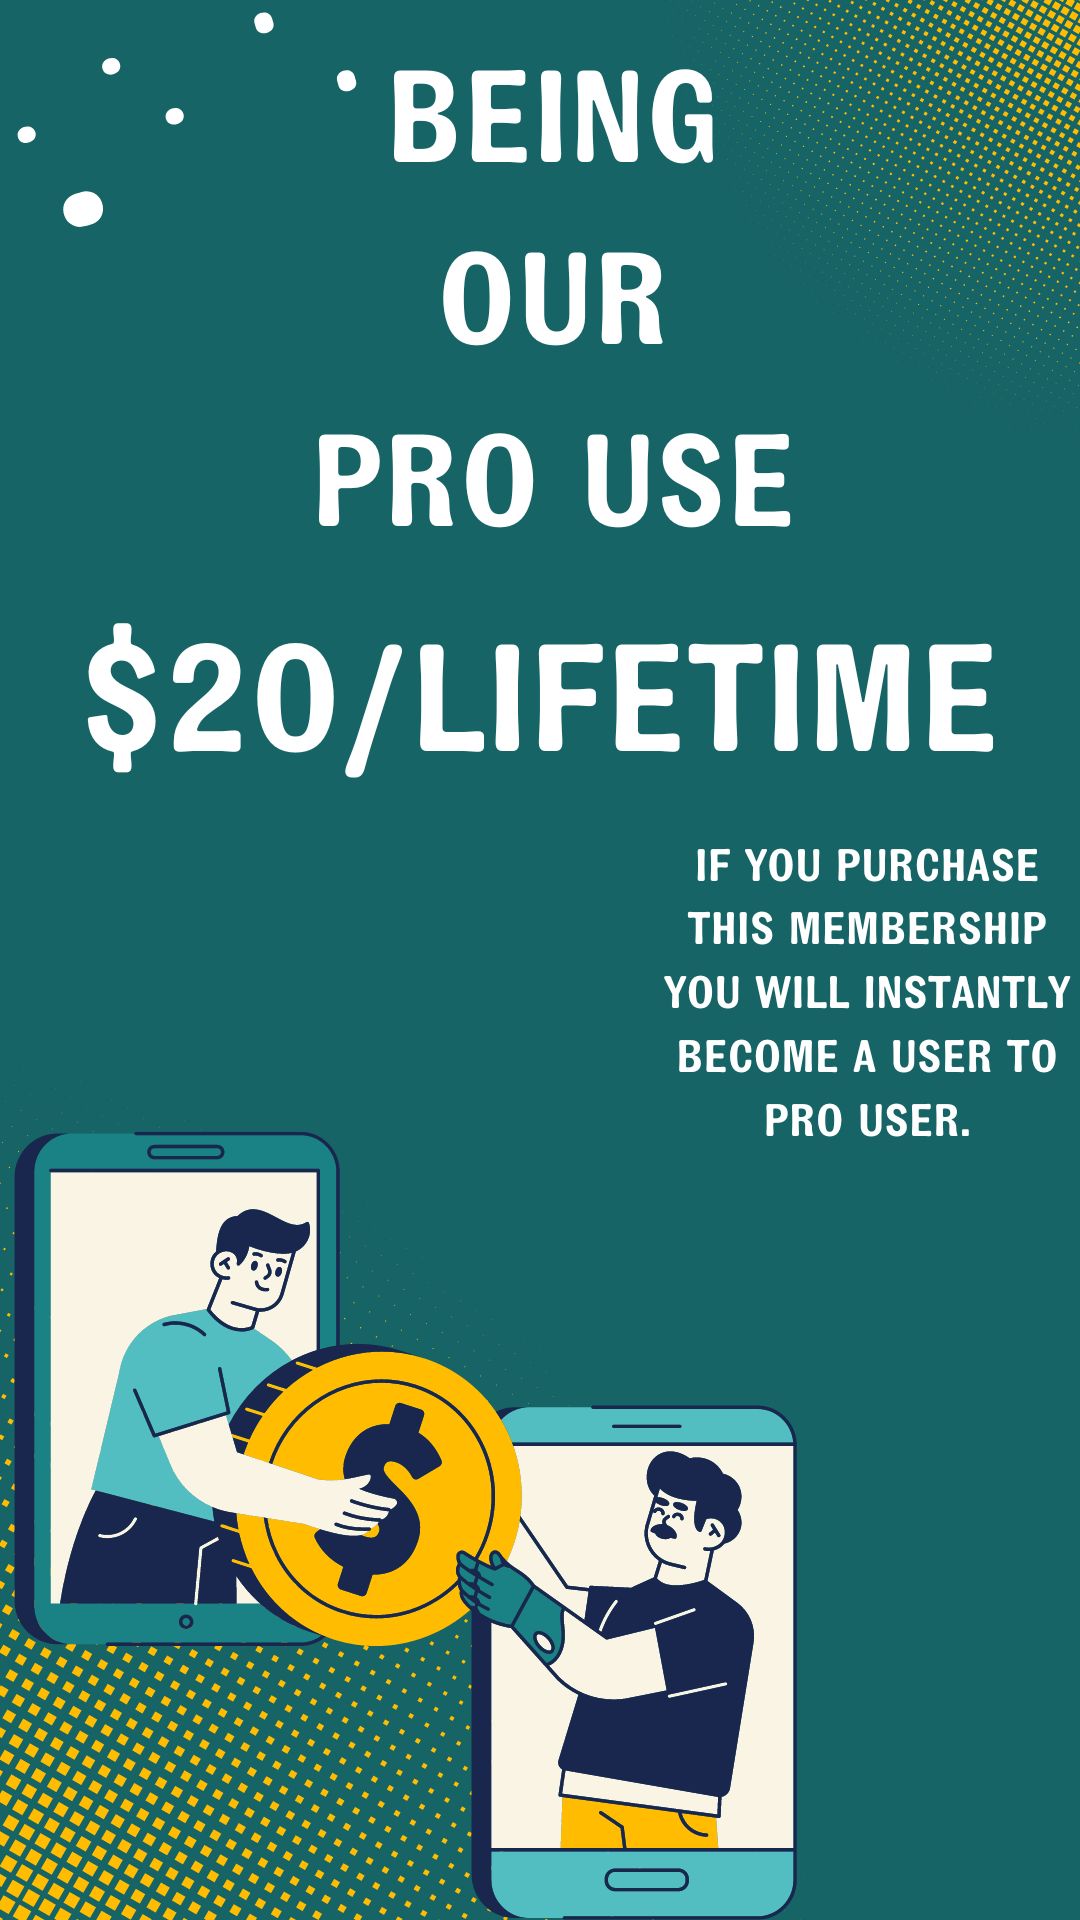 BEING
OUR
PRO USE
$20/LIFETIME
IF YOU PURCHASE
THIS MEMBERSHIP
YOU WILL INSTANTLY
BECOME A USER TO
PRO USER.
$